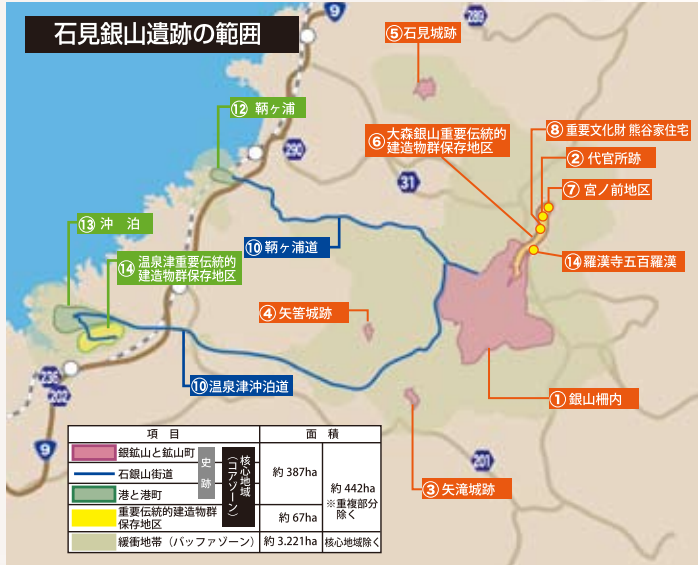 石見銀山遺跡の範囲
9
289
⑤石見城跡
⑫ 鞆ヶ浦
290
⑥ 大森銀山重要伝統的
建造物群保存地区
⑧重要文化財 熊谷家住宅
② 代官所跡
⑦ 宮ノ前地区
31
⑬ 沖 泊
⑩鞆ヶ浦道
⑭ 温泉津重要伝統的
建造物群保存地区
⑭羅漢寺五百羅漢
④ 矢筈城跡
⑩温泉津沖泊道
① 銀山柵内
236
202
9
201
③ 矢滝城跡
項 目
面 積
銀鉱山と鉱山町
石銀山街道
港と港町
史跡
核心地域
(コアゾーン)
重要伝統的建造物群
保存地区
緩衝地帯(バッファゾーン)
約 387ha
約 67ha
約 3.221ha
約 442ha
※重複部分
除く
核心地域除く